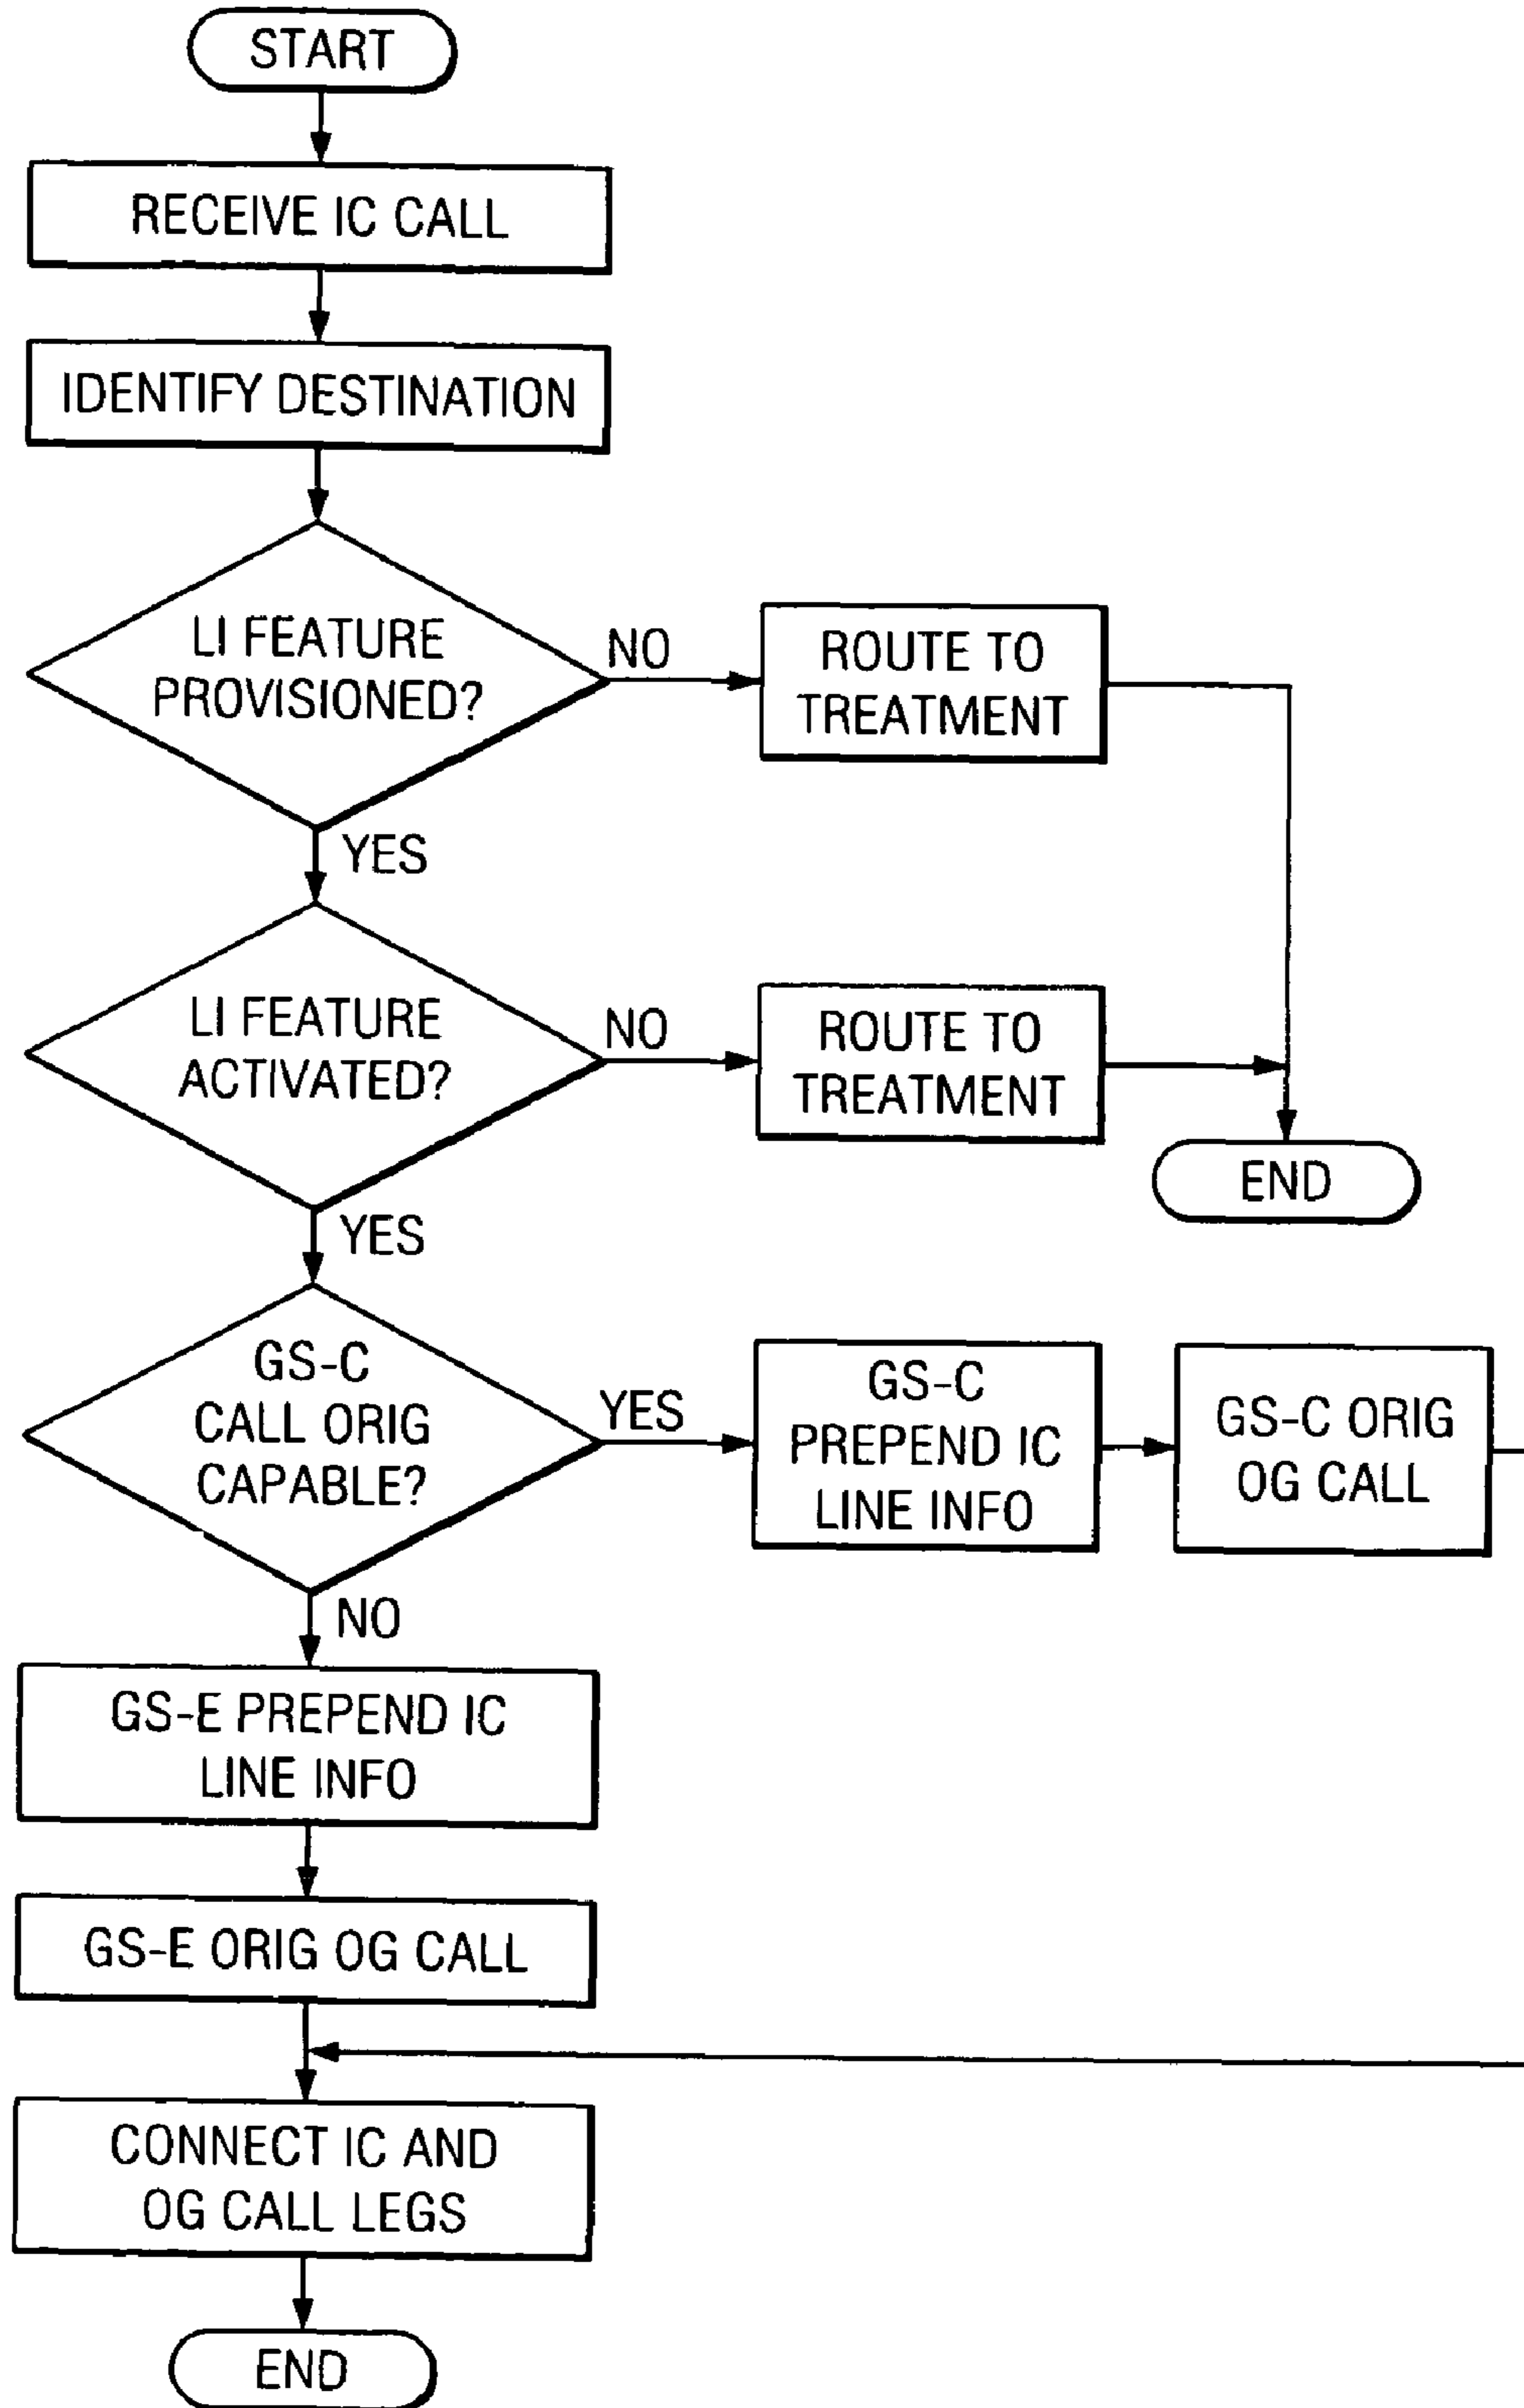 START
RECEIVE IC CALL
IDENTIFY DESTINATION
LI FEATURE
PROVISIONED?
NO
ROUTE TO
TREATMENT
YES
LI FEATURE
ACTIVATED?
NO
ROUTE TO
TREATMENT
END
YES
GS-C
CALL ORIG
CAPABLE?
YES
GS-C
PREPEND IC
LINE INFO
GS-C ORIG
OG CALL
NO
GS-E PREPEND IC
LINE INFO
GS-E ORIG OG CALL
CONNECT IC AND
OG CALL LEGS
END